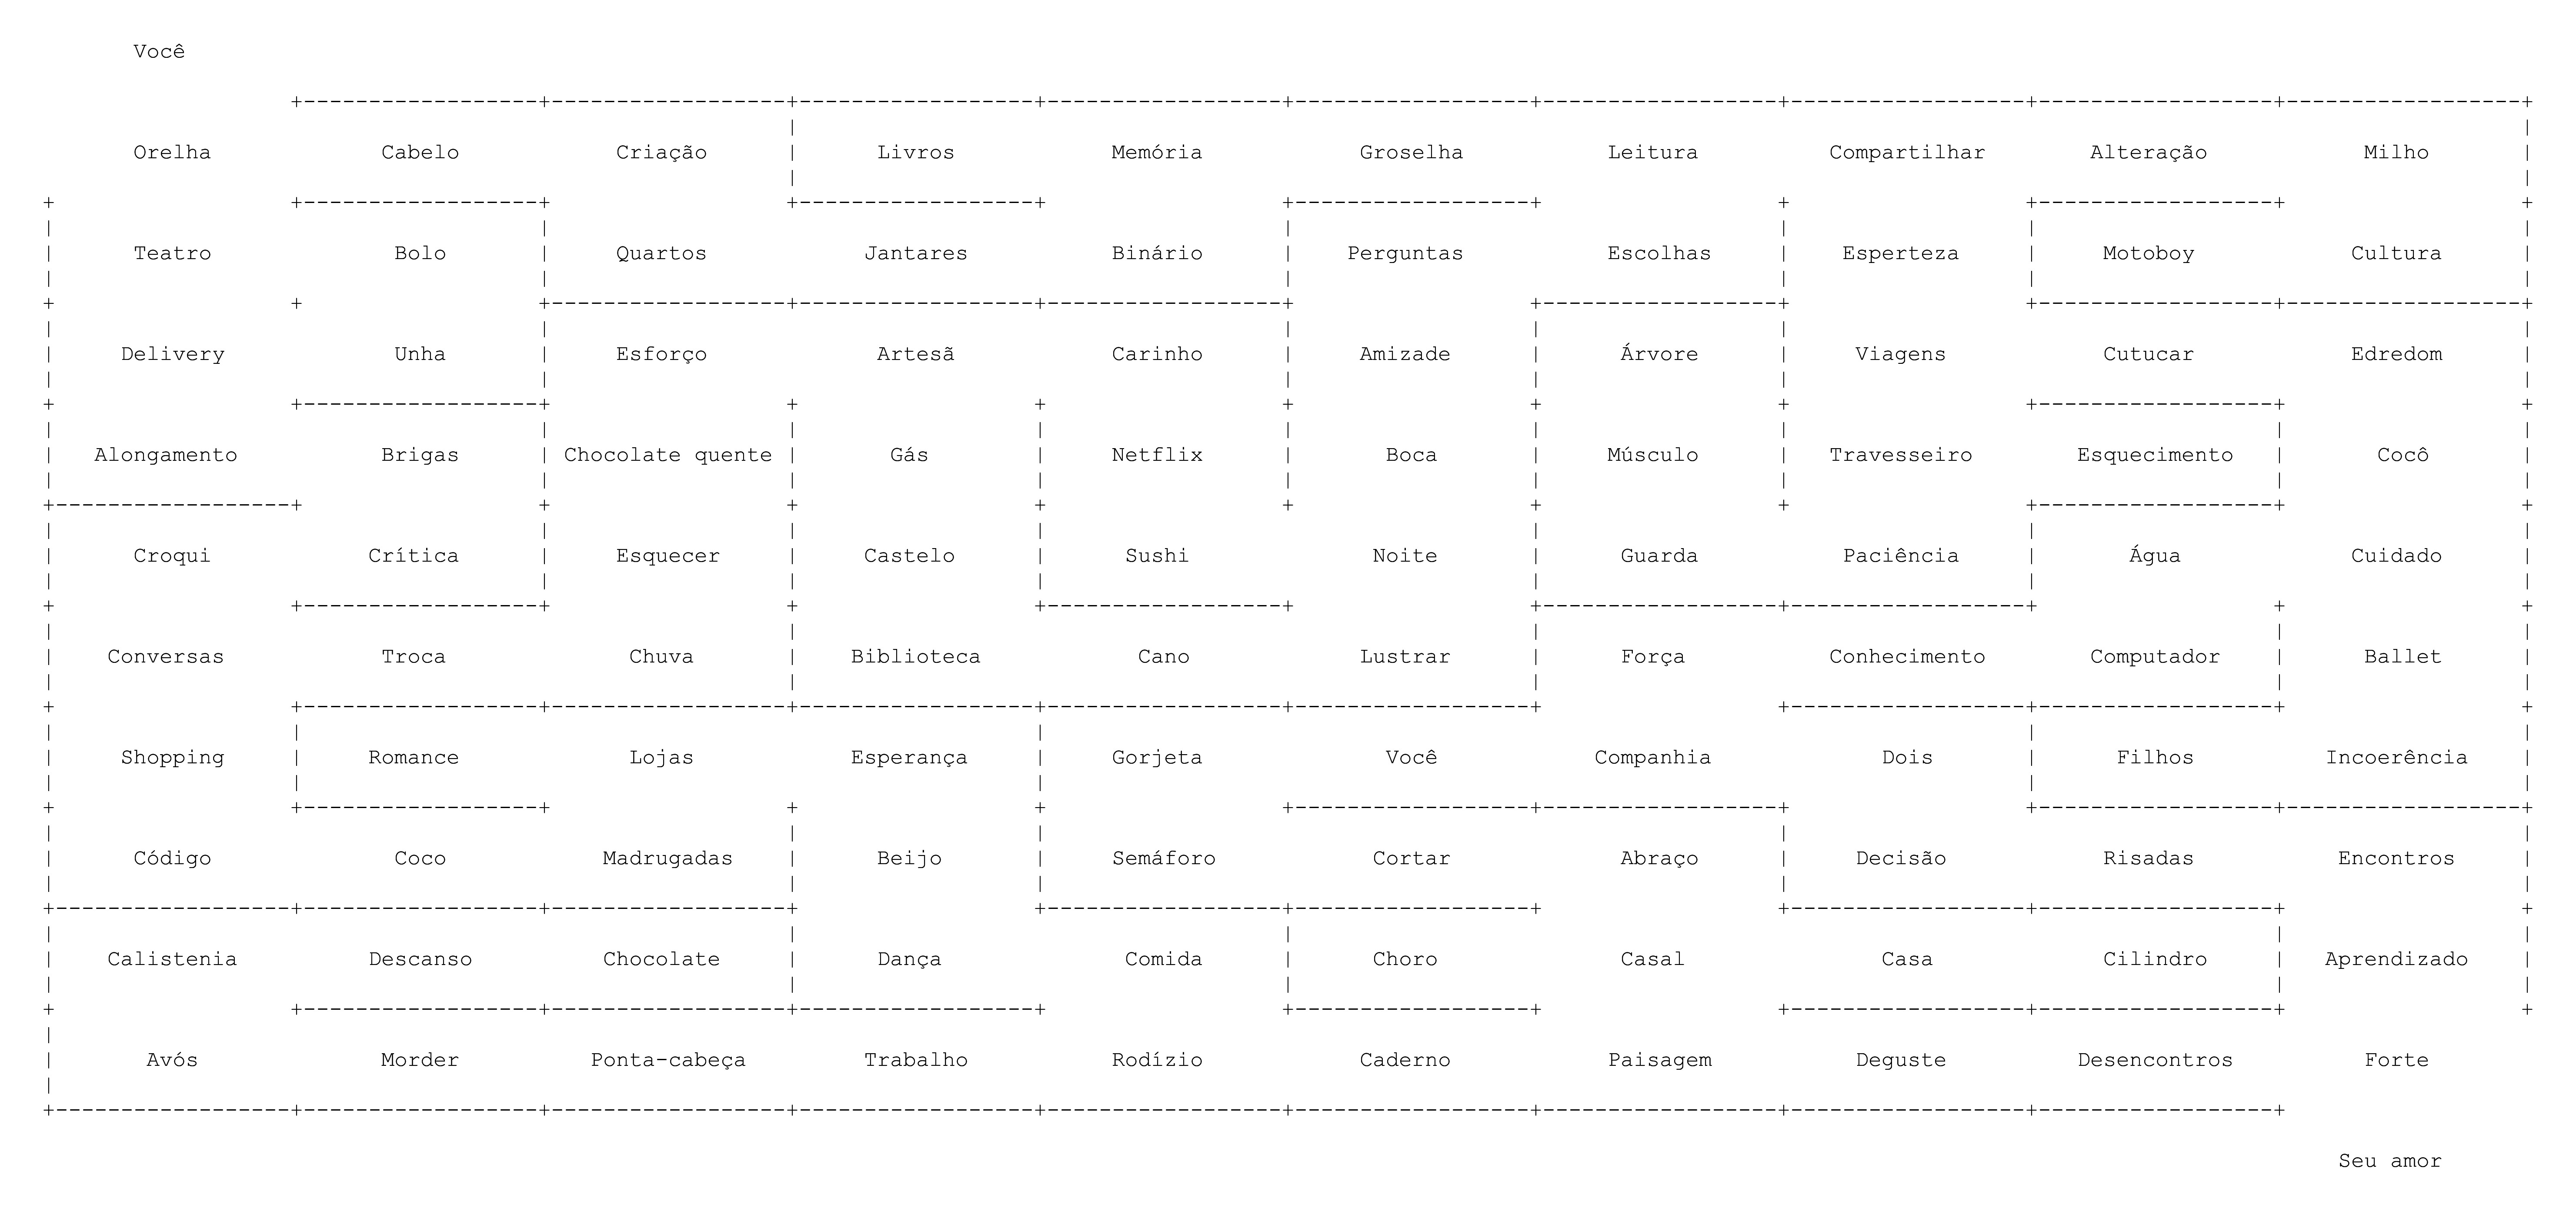 Você
Orelha Cabelo Criação Livros Memória Groselha Leitura Compartilhar Alteração Milho
Teatro Bolo Quartos Jantares Binário Perguntas Escolhas Esperteza Motoboy Cultura
Delivery Unha Esforço Artesã Carinho Amizade Árvore Viagens Cutucar Edredom
Alongamento Brigas Chocolate quente Gás Netflix Boca Músculo Travesseiro Esquecimento Cocô
Croqui Crítica Esquecer Castelo Sushi Noite Guarda Paciência Água Cuidado
Conversas Troca Chuva Biblioteca Cano Lustrar Força Conhecimento Computador Ballet
Shopping Romance Lojas Esperança Gorjeta Você Companhia Dois Filhos Incoerência
Código Coco Madrugadas Beijo Semáforo Cortar Abraço Decisão Risadas Encontros
Calistenia Descanso Chocolate Dança Comida Choro Casal Casa Cilindro Aprendizado
Avós Morder Ponta-cabeça Trabalho Rodízio Caderno Paisagem Deguste Desencontros Forte
Seu amor